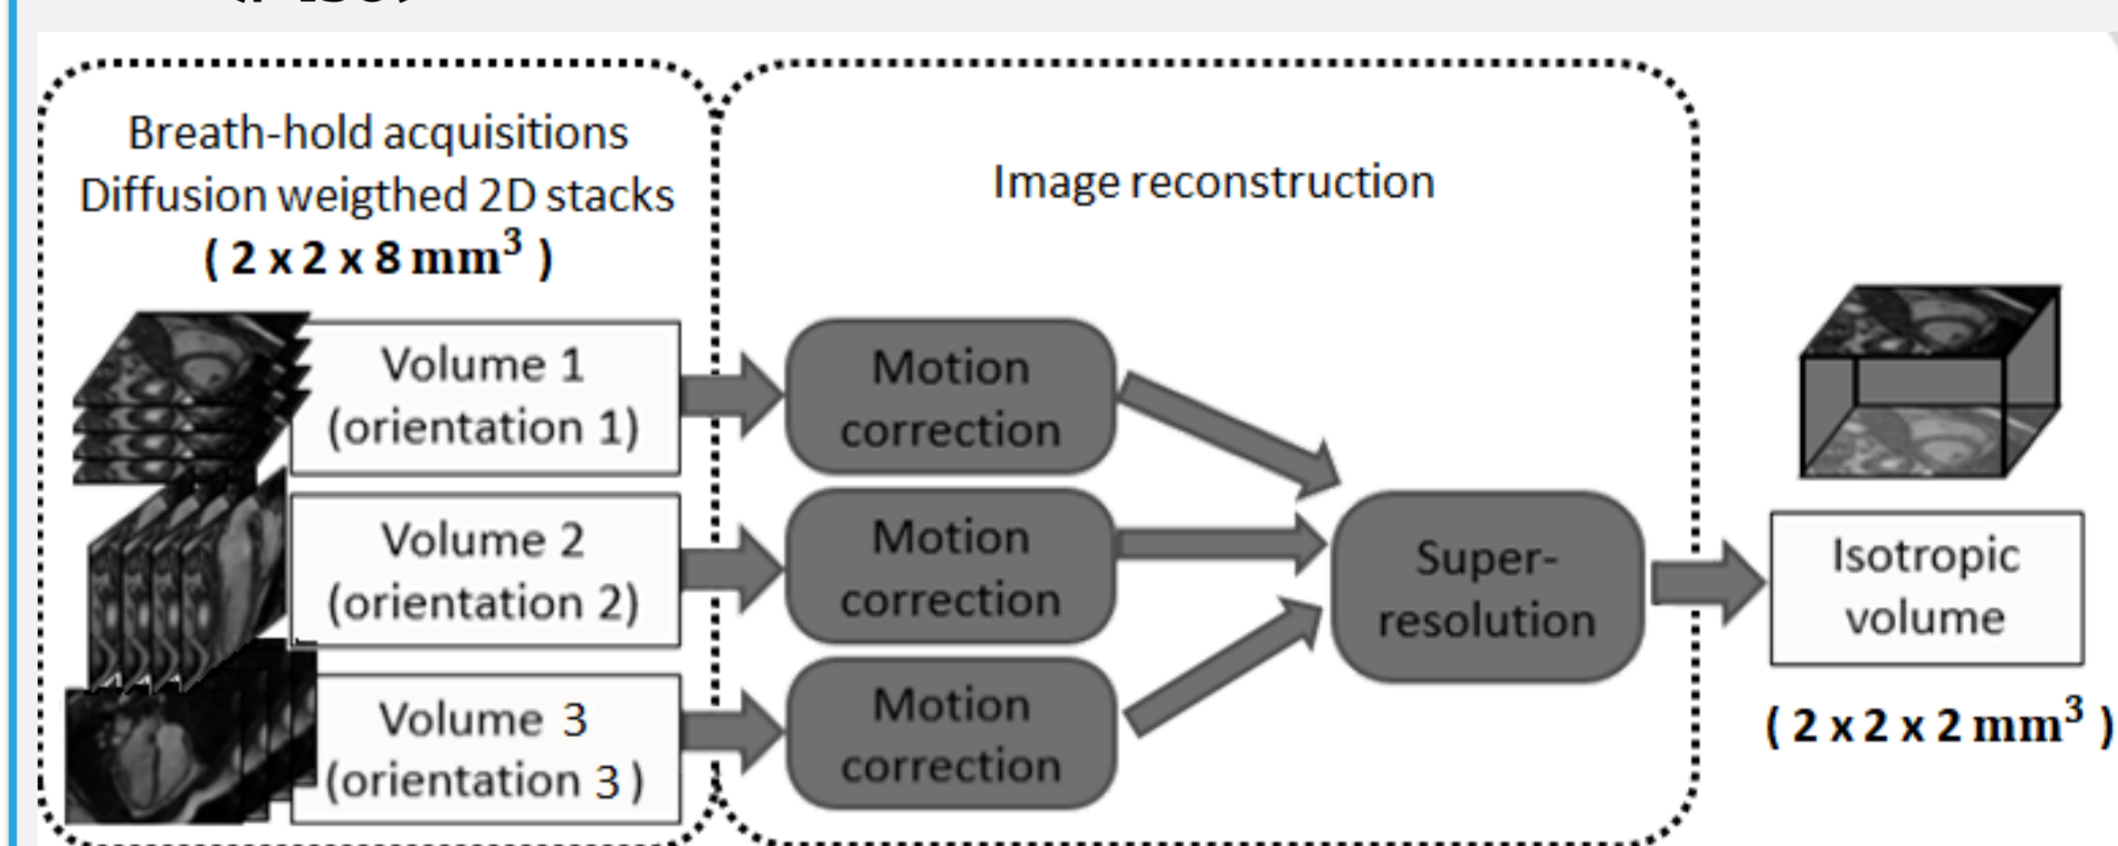 Breath-hold acquisitions
Diffusion weigthed 2D stacks
( 2 x 2 x 8 mm³ )
Image reconstruction
Volume 1
(orientation 1)
Motion
correction
Volume 2
(orientation 2)
Motion
correction
Volume 3
(orientation 3 )
Motion
correction
Super-
resolution
Isotropic
volume
( 2 x 2 x 2 mm³ )